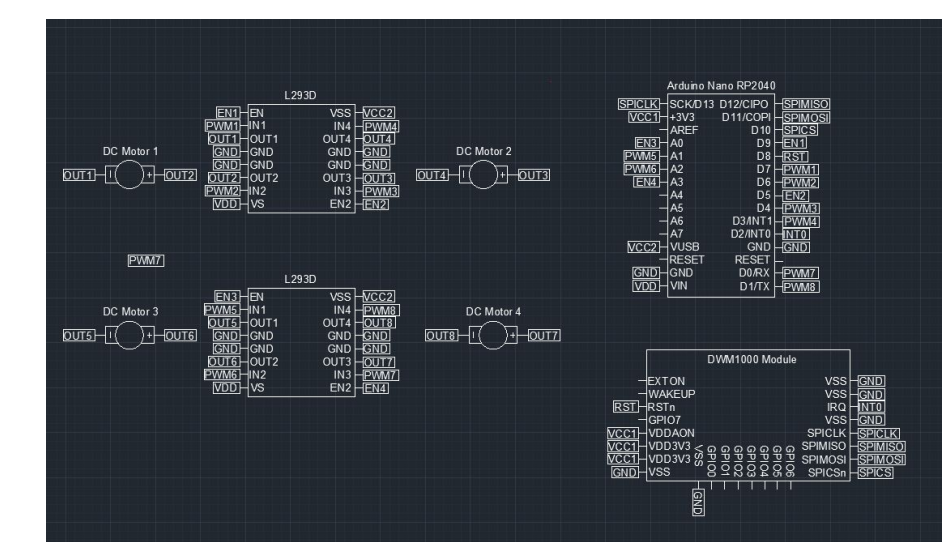 L293D
EN1 EN VSS VCC2
PWM1 IN1 IN4 PWM4
OUT1 OUT1 OUT4 OUT4
GND GND GND GND
GND GND GND GND
OUT2 OUT2 OUT3 OUT3
PWM2 IN2 IN3 PWM3
VDD VS EN2 EN2
DC Motor 1
OUT1 - + OUT2
DC Motor 2
OUT4 - + OUT3
PWM7
L293D
EN3 EN VSS VCC2
PWM5 IN1 IN4 PWM8
OUT5 OUT1 OUT4 OUT8
GND GND GND GND
GND GND GND GND
OUT6 OUT2 OUT3 OUT7
PWM6 IN2 IN3 PWM7
VDD VS EN2 EN4
DC Motor 3
OUT5 - + OUT6
DC Motor 4
OUT8 - + OUT7
Arduino Nano RP2040
SPICLK SCK/D13 D12/CIPO SPIMISO
VCC1 +3V3 D11/COPI SPIMOSI
AREF D10 SPICS
EN3 A0 D9 EN1
PWM5 A1 D8 RST
PWM6 A2 D7 PWM1
EN4 A3 D6 PWM2
A4 D5 EN2
A5 D4 PWM3
A6 D3/INT1 PWM4
A7 D2/INT0 INT0
VCC2 VUSB GND GND
RESET RESET
GND GND D0/RX PWM7
VDD VIN D1/TX PWM8
DWM1000 Module
EXTON VSS GND
WAKEUP VSS GND
RST RSTn IRQ INT0
GPIO7 VSS GND
VCC1 VDDAON SPICLK SPICLK
VCC1 VDD3V3 SPIMISO SPIMISO
VCC1 VDD3V3 SPIMOSI SPIMOSI
GND VSS SPICSn SPICS
VSS GPIO0 GPIO1 GPIO2 GPIO3 GPIO4 GPIO5 GPIO6
GND